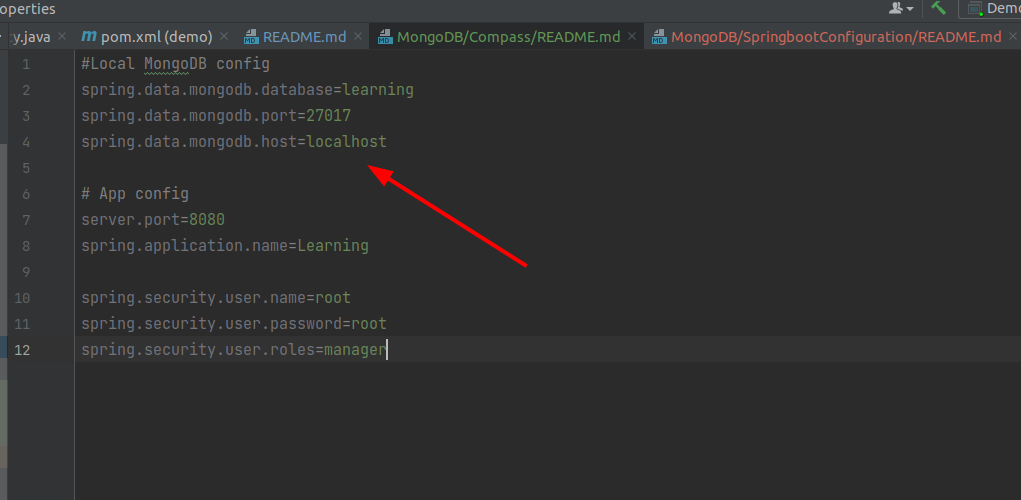 operties
Demo
y.java
pom.xml (demo)
README.md
MongoDB/Compass/README.md
MongoDB/SpringbootConfiguration/README.md
1 #Local MongoDB config
2 spring.data.mongodb.database=learning
3 spring.data.mongodb.port=27017
4 spring.data.mongodb.host=localhost
5
6 # App config
7 server.port=8080
8 spring.application.name=Learning
9
10 spring.security.user.name=root
11 spring.security.user.password=root
12 spring.security.user.roles=manager